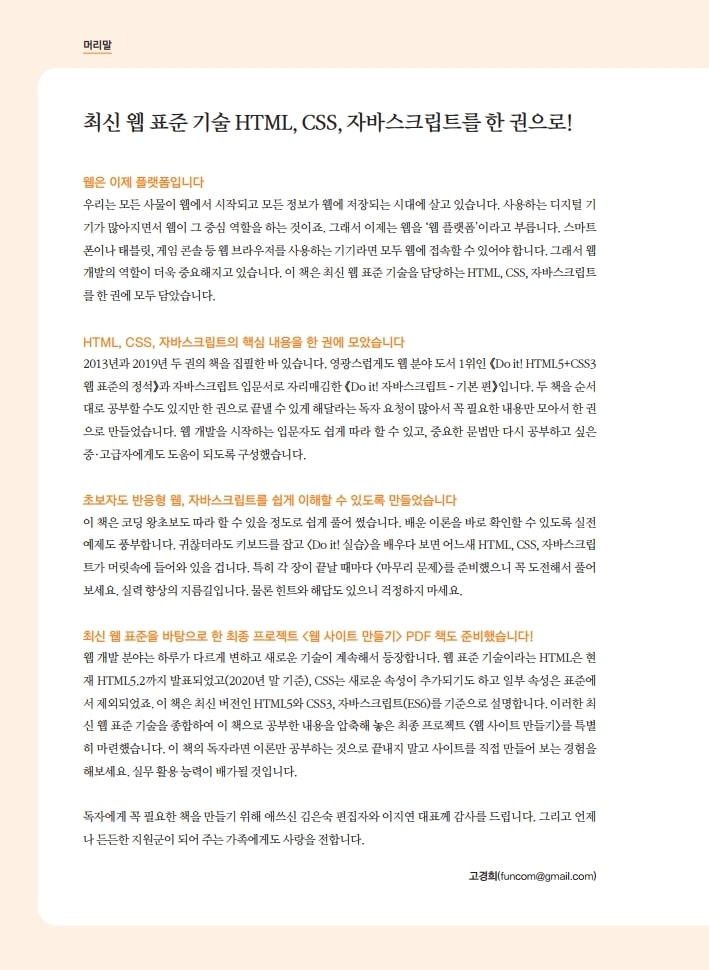 머리말
최신 웹 표준 기술 HTML, CSS, 자바스크립트를 한 권으로!
웹은 이제 플랫폼입니다
우리는 모든 사물이 웹에서 시작되고 모든 정보가 웹에 저장되는 시대에 살고 있습니다. 사용하는 디지털 기
기가 많아지면서 웹이 그 중심 역할을 하는 것이죠. 그래서 이제는 웹을 ‘웹 플랫폼’이라고 부릅니다. 스마트
폰이나 태블릿, 게임 콘솔 등 웹 브라우저를 사용하는 기기라면 모두 웹에 접속할 수 있어야 합니다. 그래서 웹
개발의 역할이 더욱 중요해지고 있습니다. 이 책은 최신 웹 표준 기술을 담당하는 HTML, CSS, 자바스크립트
를 한 권에 모두 담았습니다.
HTML, CSS, 자바스크립트의 핵심 내용을 한 권에 모았습니다
2013년과 2019년 두 권의 책을 집필한 바 있습니다. 영광스럽게도 웹 분야 도서 1위인 《Do it! HTML5+CSS3
웹 표준의 정석》과 자바스크립트 입문서로 자리매김한 《Do it! 자바스크립트 - 기본 편》입니다. 두 책을 순서
대로 공부할 수도 있지만 한 권으로 끝낼 수 있게 해달라는 독자 요청이 많아서 꼭 필요한 내용만 모아서 한 권
으로 만들었습니다. 웹 개발을 시작하는 입문자도 쉽게 따라 할 수 있고, 중요한 문법만 다시 공부하고 싶은
중·고급자에게도 도움이 되도록 구성했습니다.
초보자도 반응형 웹, 자바스크립트를 쉽게 이해할 수 있도록 만들었습니다
이 책은 코딩 왕초보도 따라 할 수 있을 정도로 쉽게 풀어 썼습니다. 배운 이론을 바로 확인할 수 있도록 실전
예제도 풍부합니다. 귀찮더라도 키보드를 잡고 〈Do it! 실습〉을 배우다 보면 어느새 HTML, CSS, 자바스크립
트가 머릿속에 들어와 있을 겁니다. 특히 각 장이 끝날 때마다 〈마무리 문제〉를 준비했으니 꼭 도전해서 풀어
보세요. 실력 향상의 지름길입니다. 물론 힌트와 해답도 있으니 걱정하지 마세요.
최신 웹 표준을 바탕으로 한 최종 프로젝트 〈웹 사이트 만들기〉 PDF 책도 준비했습니다!
웹 개발 분야는 하루가 다르게 변하고 새로운 기술이 계속해서 등장합니다. 웹 표준 기술이라는 HTML은 현
재 HTML5.2까지 발표되었고(2020년 말 기준), CSS는 새로운 속성이 추가되기도 하고 일부 속성은 표준에
서 제외되었죠. 이 책은 최신 버전인 HTML5와 CSS3, 자바스크립트(ES6)를 기준으로 설명합니다. 이러한 최
신 웹 표준 기술을 종합하여 이 책으로 공부한 내용을 압축해 놓은 최종 프로젝트 〈웹 사이트 만들기〉를 특별
히 마련했습니다. 이 책의 독자라면 이론만 공부하는 것으로 끝내지 말고 사이트를 직접 만들어 보는 경험을
해보세요. 실무 활용 능력이 배가될 것입니다.
독자에게 꼭 필요한 책을 만들기 위해 애쓰신 김은숙 편집자와 이지연 대표께 감사를 드립니다. 그리고 언제
나 든든한 지원군이 되어 주는 가족에게도 사랑을 전합니다.
고경희(funcom@gmail.com)